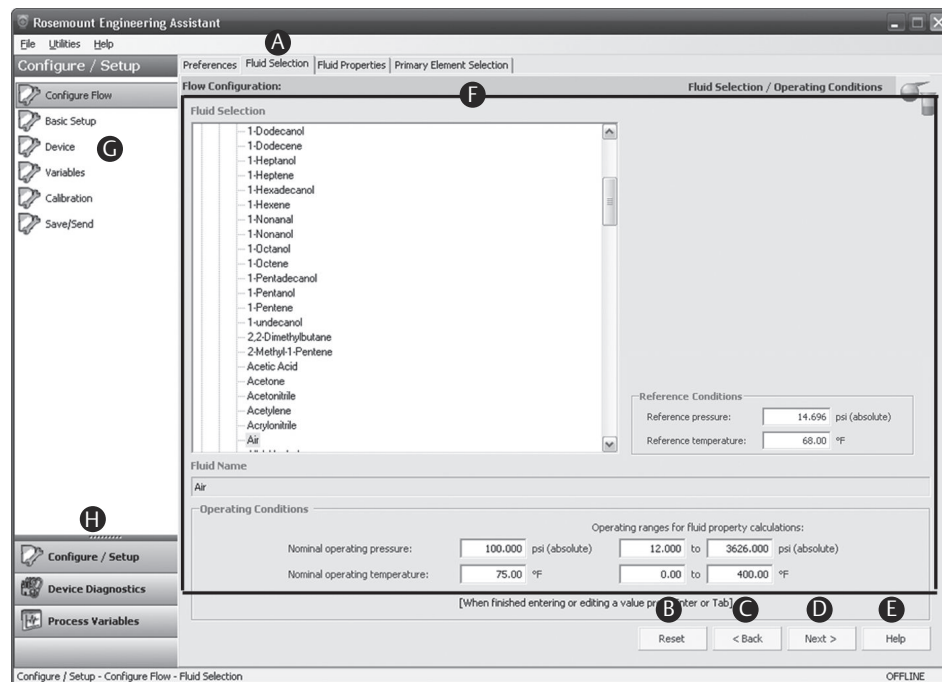 Rosemount Engineering Assistant
File Utilities Help
A
Configure / Setup
Preferences Fluid Selection Fluid Properties Primary Element Selection
Flow Configuration:
F
Fluid Selection / Operating Conditions
Configure Flow
Basic Setup
Device
G
Variables
Calibration
Save/Send
Fluid Selection
1-Dodecanol
1-Dodecene
1-Heptanol
1-Heptene
1-Hexadecanol
1-Hexene
1-Nonanal
1-Nonanol
1-Octanol
1-Octene
1-Pentadecanol
1-Pentanol
1-Pentene
1-undecanol
2,2-Dimethylbutane
2-Methyl-1-Pentene
Acetic Acid
Acetone
Acetonitrile
Acetylene
Acrylonitrile
Air
Reference Conditions
Reference pressure: 14.696 psi (absolute)
Reference temperature: 68.00 °F
Fluid Name
Air
Operating Conditions
Operating ranges for fluid property calculations:
Nominal operating pressure: 100.000 psi (absolute) 12.000 to 3626.000 psi (absolute)
Nominal operating temperature: 75.00 °F 0.00 to 400.00 °F
[When finished entering or editing a value or Tab]
H
Configure / Setup
Device Diagnostics
Process Variables
B C D E
Reset < Back Next > Help
Configure / Setup - Configure Flow - Fluid Selection OFFLINE